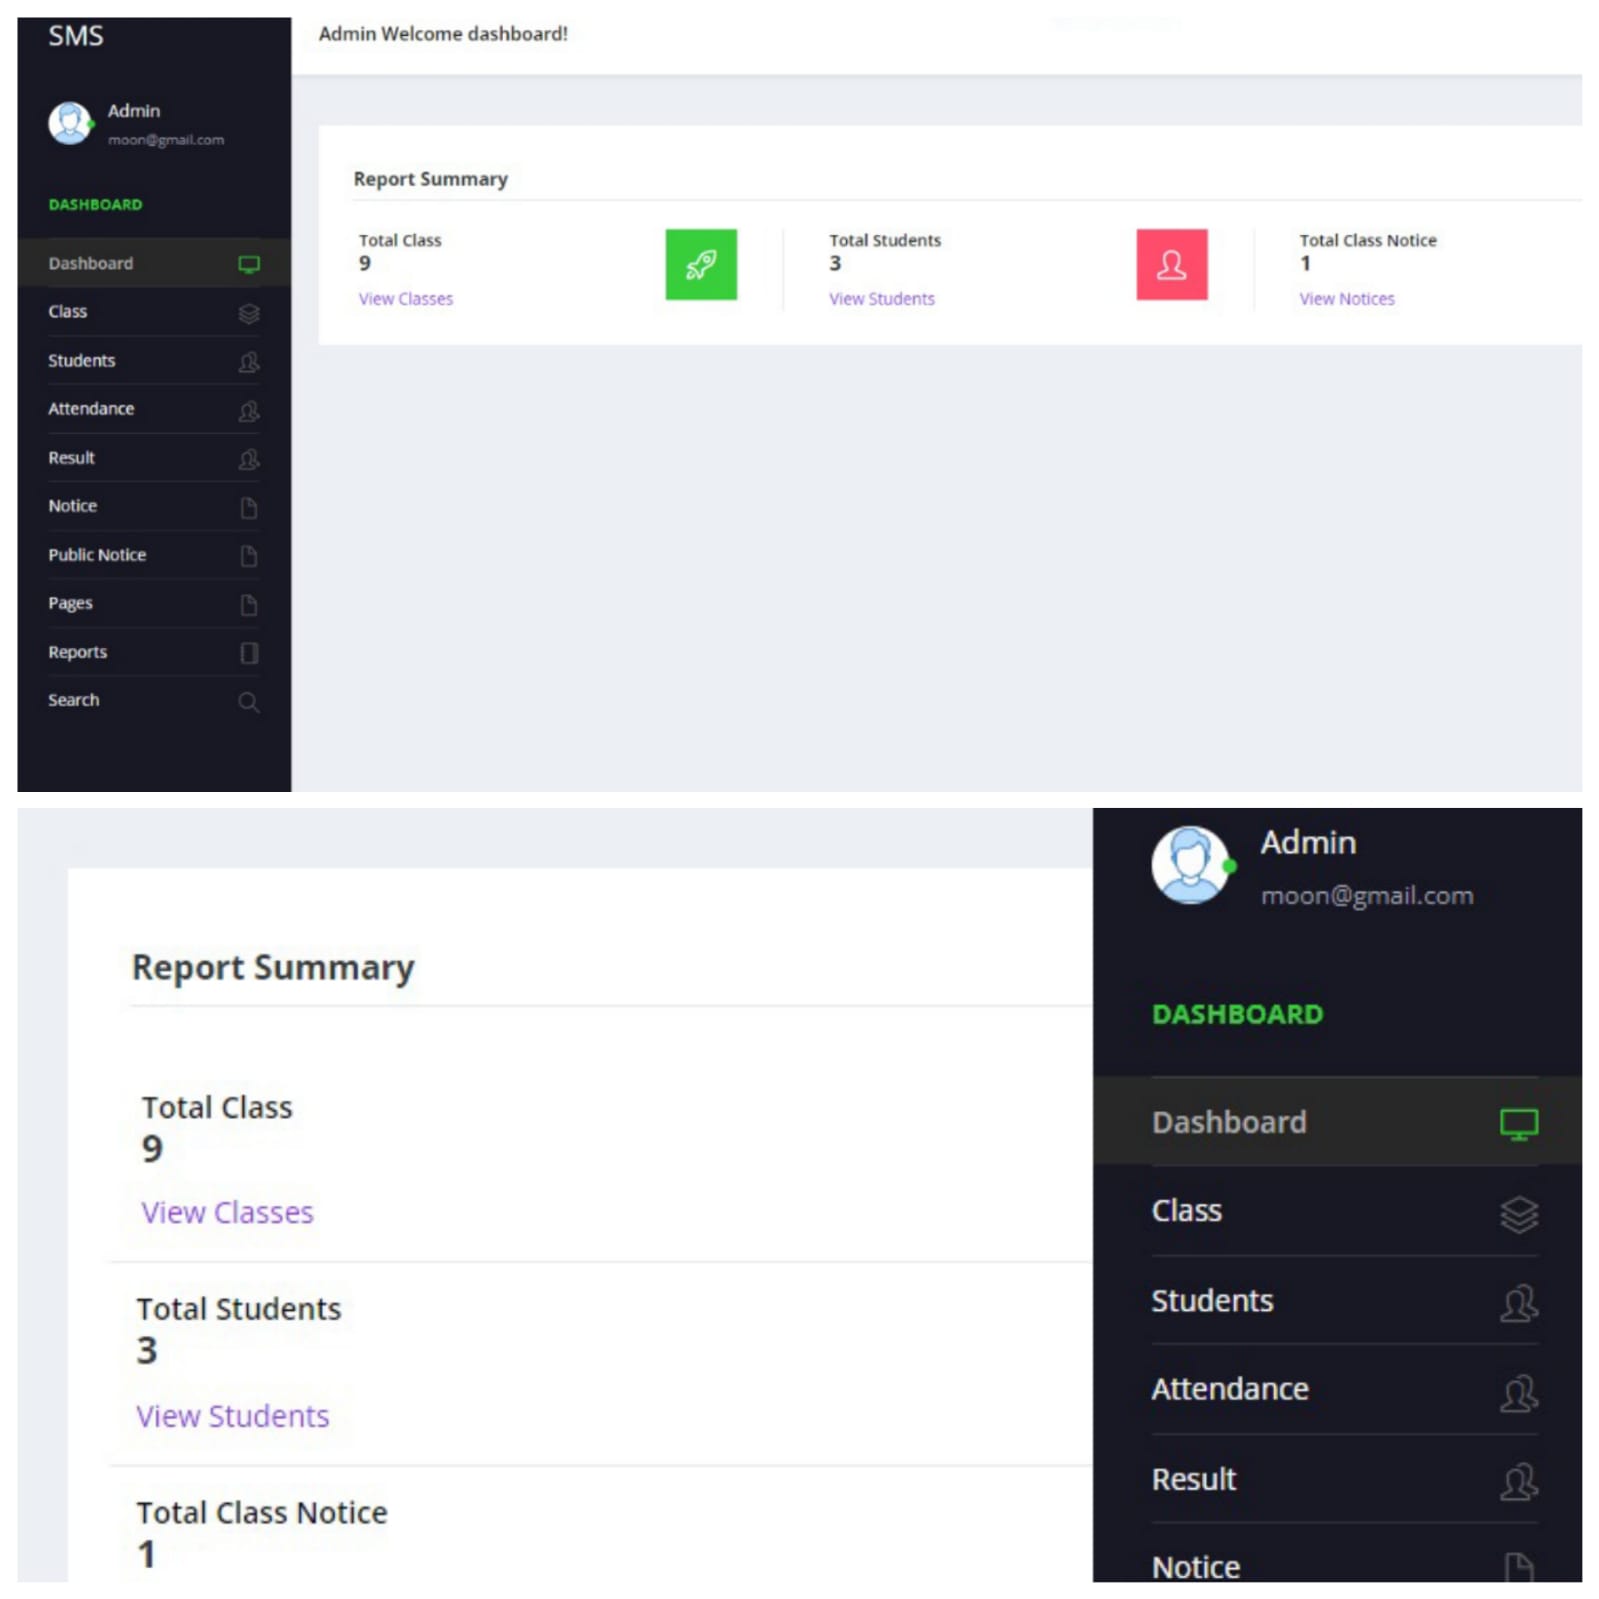 SMS
Admin Welcome dashboard!
Admin
moon@gmail.com
DASHBOARD
Dashboard
Class
Students
Attendance
Result
Notice
Public Notice
Pages
Reports
Search
Report Summary
Total Class
9
View Classes
Total Students
3
View Students
Total Class Notice
1
View Notices
Report Summary
Total Class
9
View Classes
Total Students
3
View Students
Total Class Notice
1
Admin
moon@gmail.com
DASHBOARD
Dashboard
Class
Students
Attendance
Result
Notice